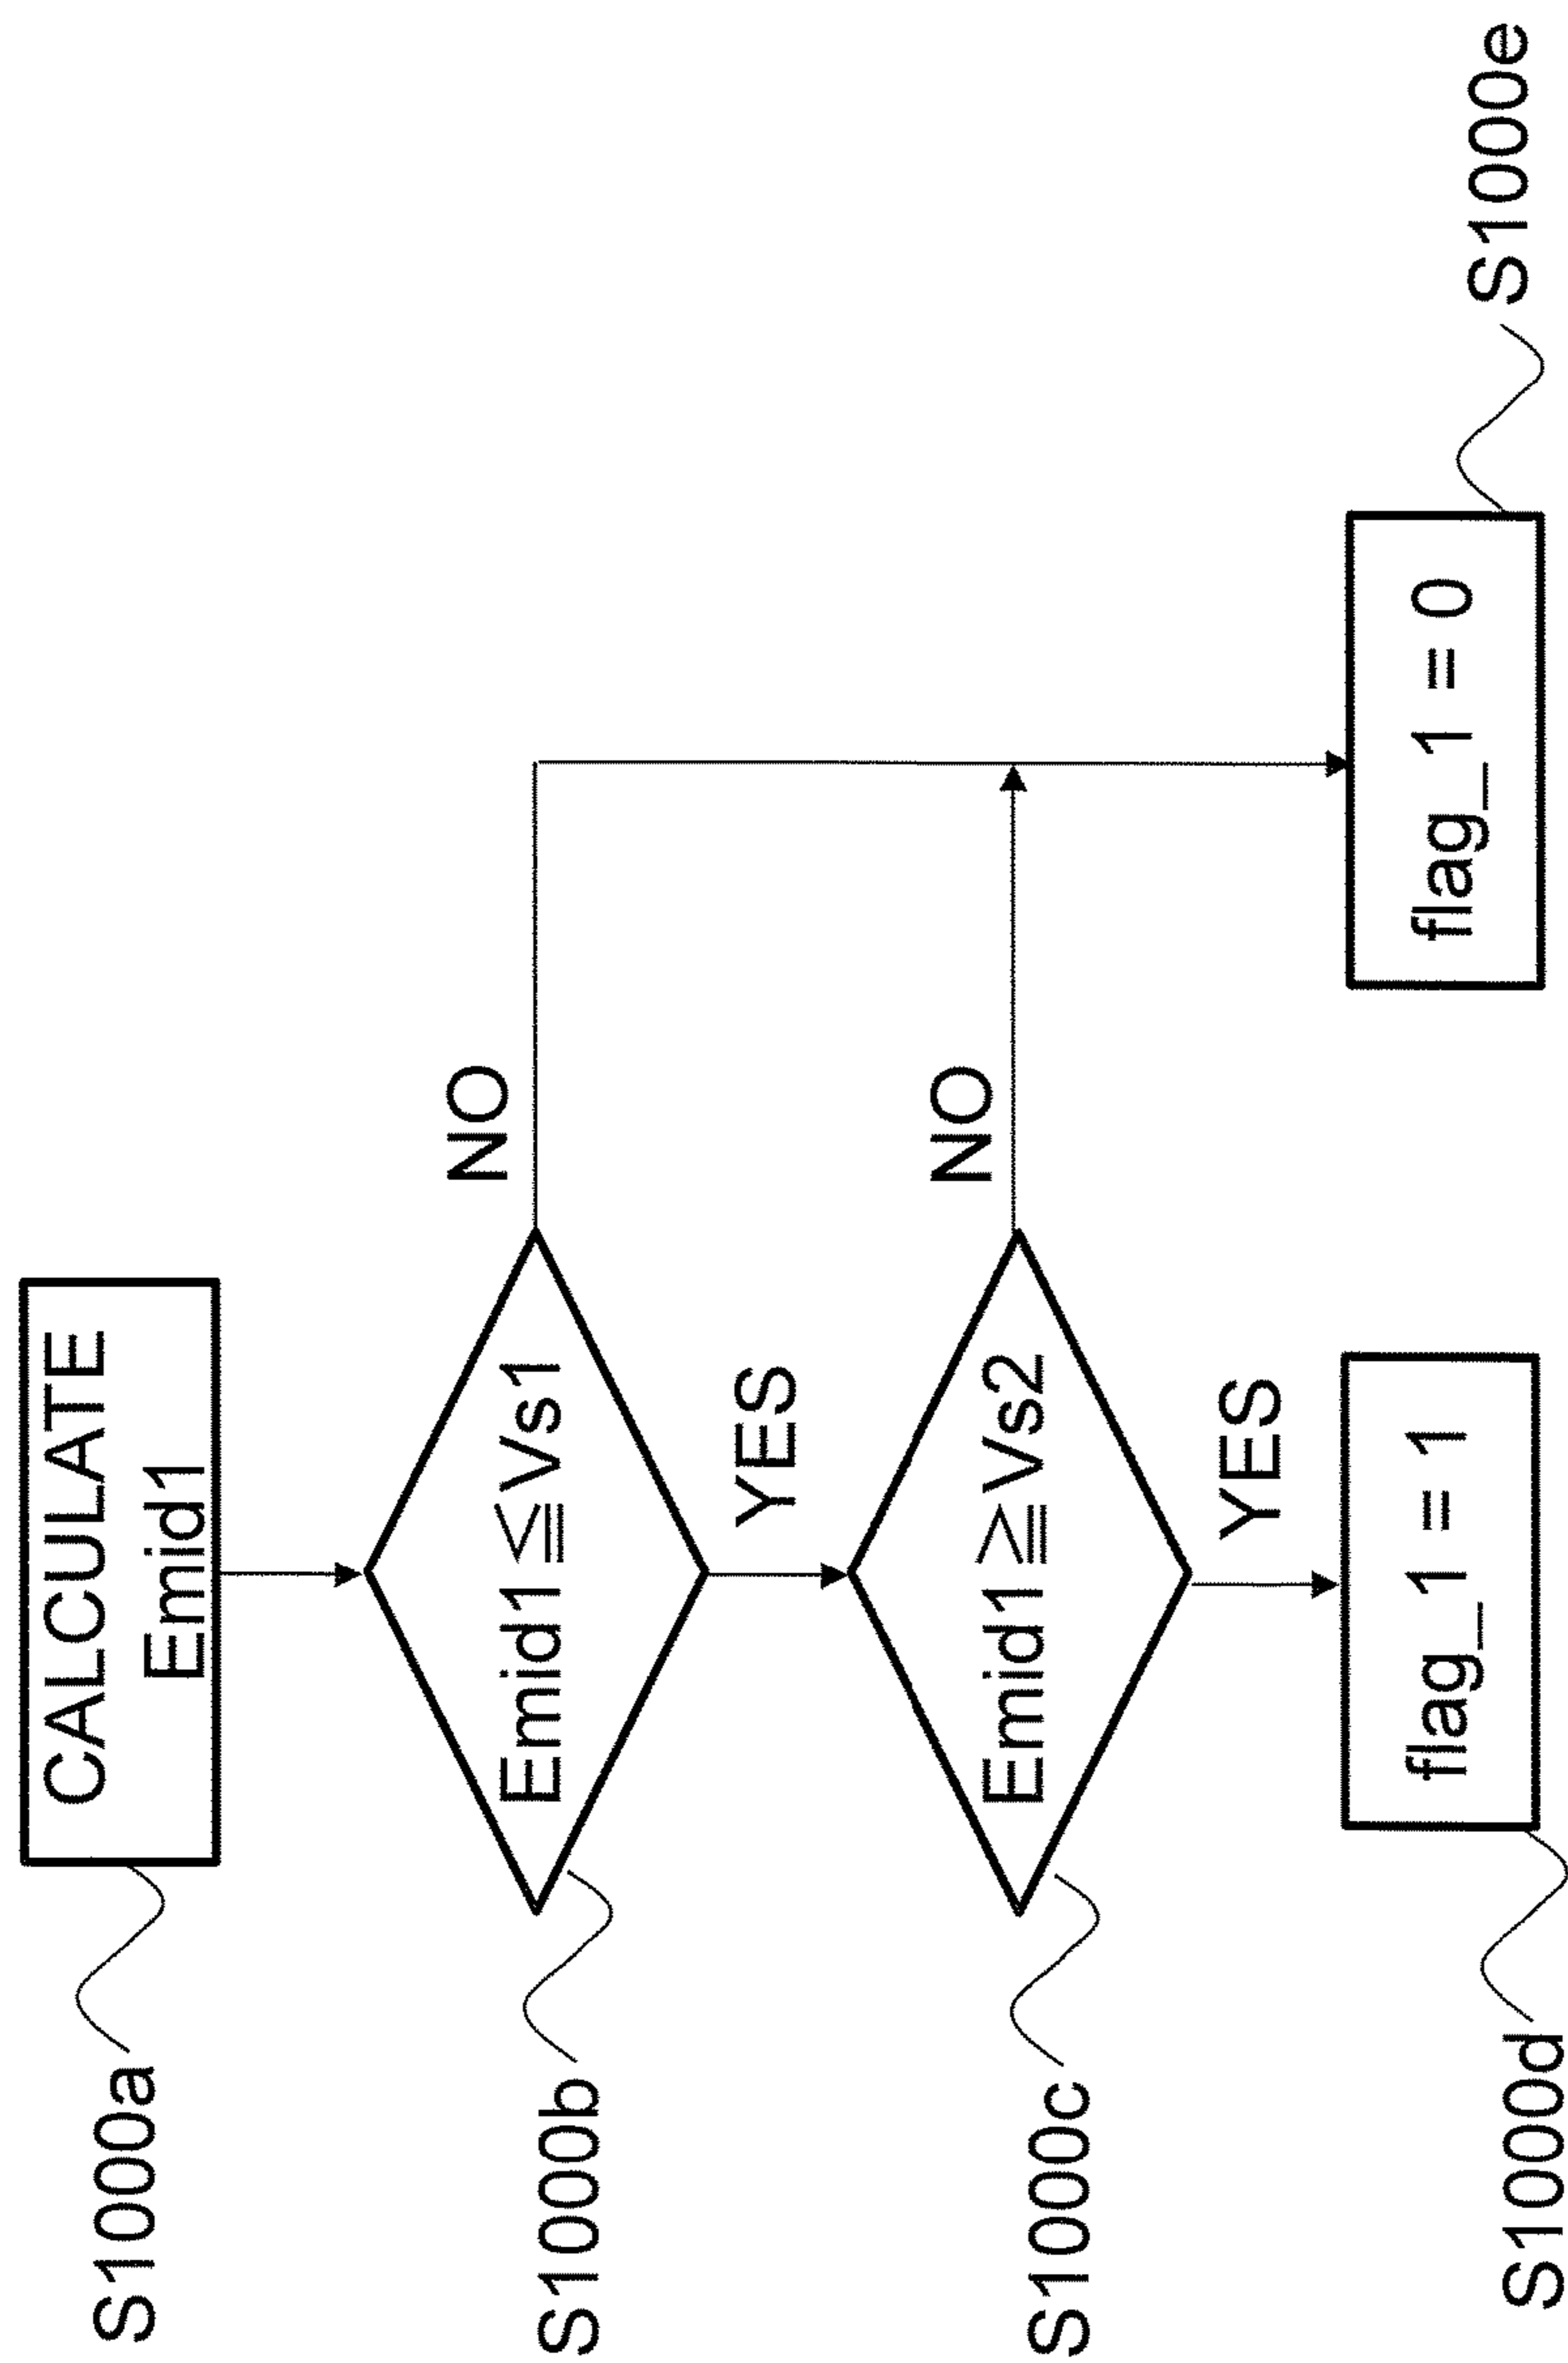 S1000a
CALCULATE
Emid1
S1000b
Emid1≦Vs1
NO
YES
S1000c
Emid1≧Vs2
NO
YES
S1000d
flag_1 = 1
flag_1 = 0
S1000e